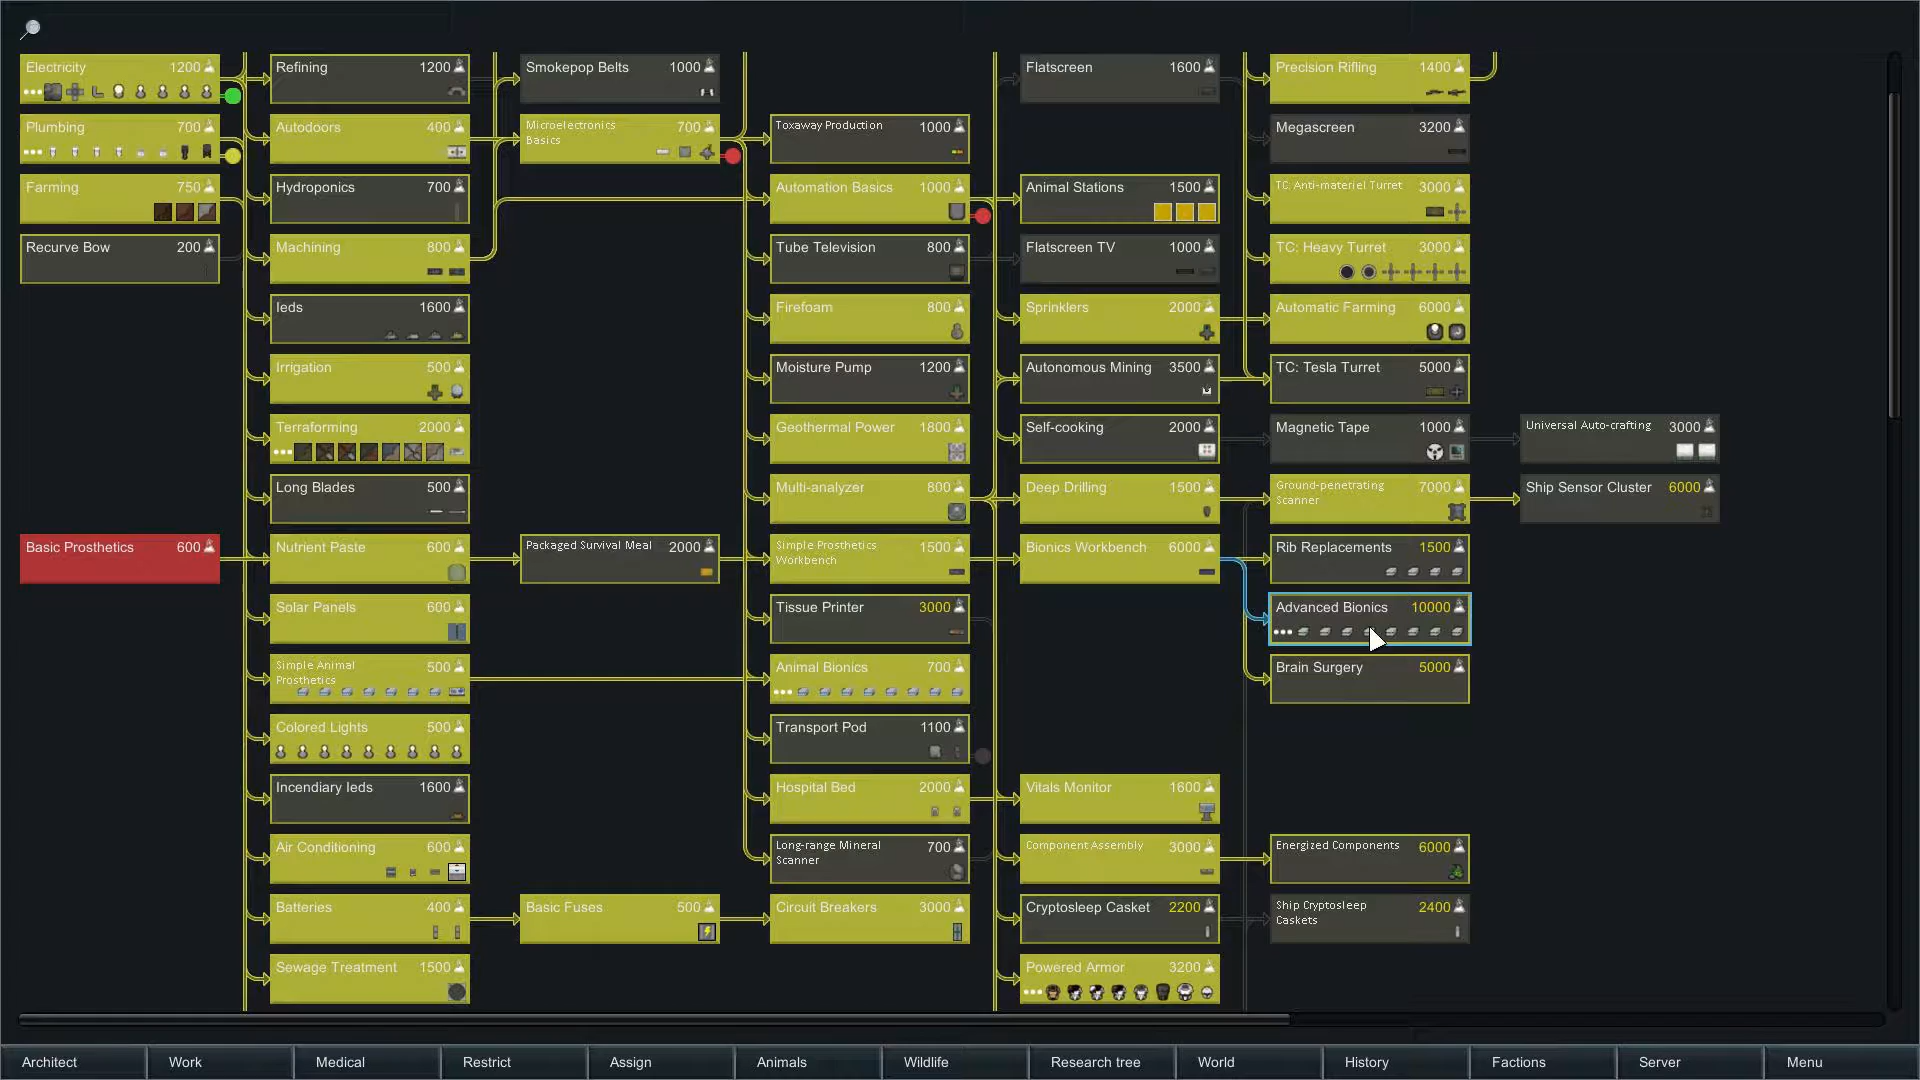 Electricity 1200
Refining 1200
Smokepop Belts 1000
Flatscreen 1600
Precision Rifling 1400
Plumbing 700
Autodoors 400
Microelectronics Basics 700
Toxaway Production 1000
Megascreen 3200
Farming 750
Hydroponics 700
Automation Basics 1000
Animal Stations 1500
TC: Anti-materiel Turret 3000
Recurve Bow 200
Machining 800
Tube Television 800
Flatscreen TV 1000
TC: Heavy Turret 3000
Ieds 1600
Firefoam 800
Sprinklers 2000
Automatic Farming 6000
Irrigation 500
Moisture Pump 1200
Autonomous Mining 3500
TC: Tesla Turret 5000
Terraforming 2000
Geothermal Power 1800
Self-cooking 2000
Magnetic Tape 1000
Universal Auto-crafting 3000
Long Blades 500
Multi-analyzer 800
Deep Drilling 1500
Ground-penetrating Scanner 7000
Ship Sensor Cluster 6000
Basic Prosthetics 600
Nutrient Paste 600
Packaged Survival Meal 2000
Simple Prosthetics Workbench 1500
Bionics Workbench 6000
Rib Replacements 1500
Solar Panels 600
Tissue Printer 3000
Advanced Bionics 10000
Simple Animal Prosthetics 500
Animal Bionics 700
Brain Surgery 5000
Colored Lights 500
Transport Pod 1100
Incendiary Ieds 1600
Hospital Bed 2000
Vitals Monitor 1600
Air Conditioning 600
Long-range Mineral Scanner 700
Component Assembly 3000
Energized Components 6000
Batteries 400
Basic Fuses 500
Circuit Breakers 3000
Cryptosleep Casket 2200
Ship Cryptosleep Caskets 2400
Sewage Treatment 1500
Powered Armor 3200
Architect Work Medical Restrict Assign Animals Wildlife Research tree World History Factions Server Menu